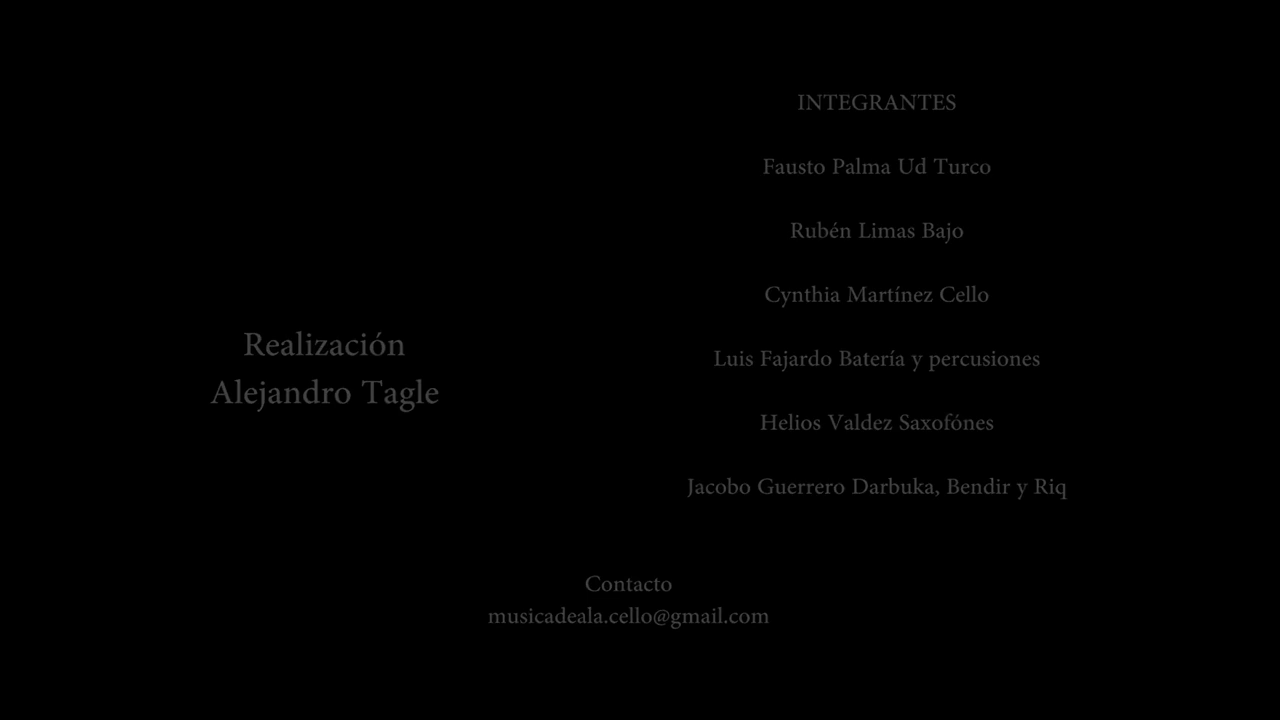 Realización
Alejandro Tagle
INTEGRANTES
Fausto Palma Ud Turco
Rubén Limas Bajo
Cynthia Martínez Cello
Luis Fajardo Batería y percusiones
Helios Valdez Saxofónes
Jacobo Guerrero Darbuka, Bendir y Riq
Contacto
musicadeala.cello@gmail.com